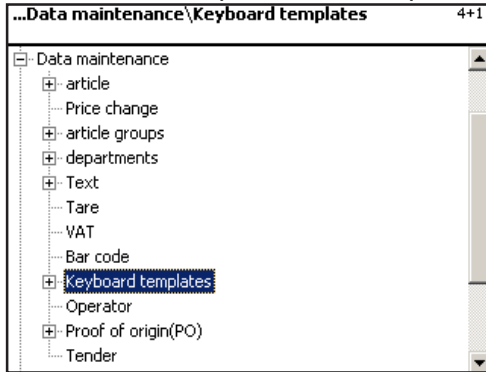 ...Data maintenance\Keyboard templates 4+1
Data maintenance
article
Price change
article groups
departments
Text
Tare
VAT
Bar code
Keyboard templates
Operator
Proof of origin(PO)
Tender